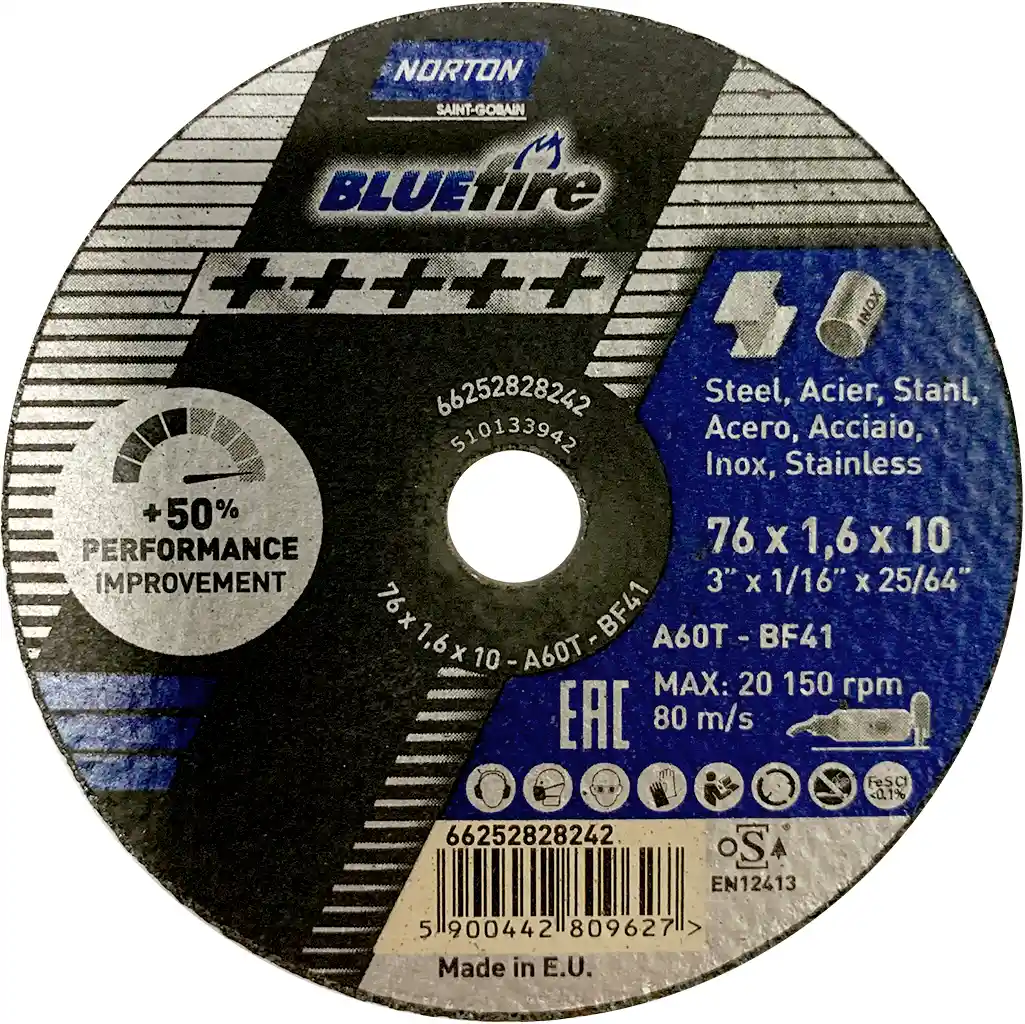 NORTON
SAINT-GOBAIN
BLUEfire
+++++
INOX
Steel, Acier, Stahl,
Acero, Acciaio,
Inox, Stainless
66252828242
510133942
+50%
PERFORMANCE
IMPROVEMENT
76 x 1,6 x 10
3" x 1/16" x 25/64"
76 x 1,6 x 10 - A60T - BF41
A60T - BF41
MAX: 20 150 rpm
80 m/s
EAC
Fe S Cl
<0,1%
66252828242
5 900442 809627 >
oSa ®
EN12413
Made in E.U.